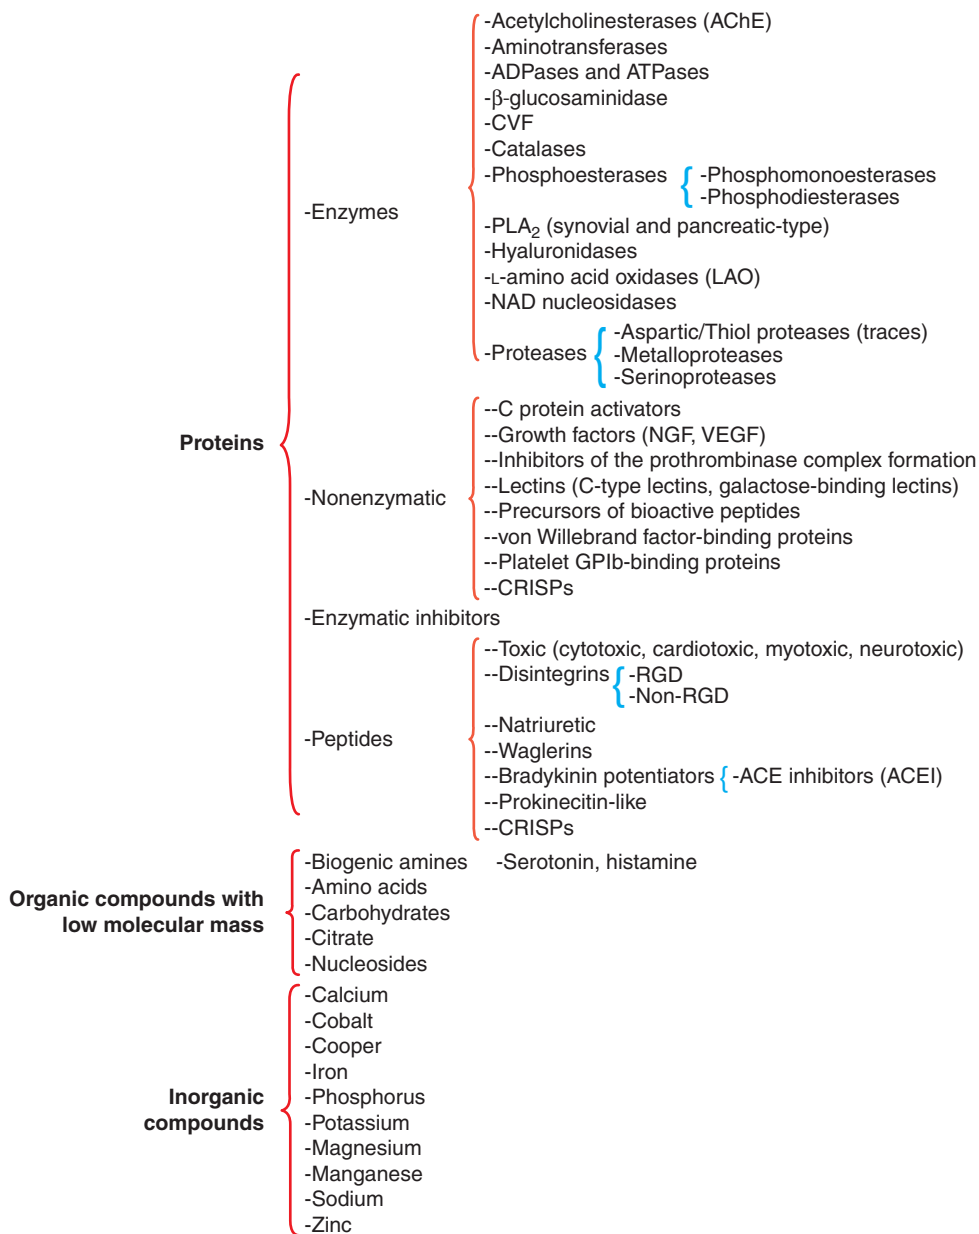 Proteins
-Enzymes
-Acetylcholinesterases (AChE)
-Aminotransferases
-ADPases and ATPases
-β-glucosaminidase
-CVF
-Catalases
-Phosphoesterases
-Phosphomonoesterases
-Phosphodiesterases
-PLA₂ (synovial and pancreatic-type)
-Hyaluronidases
-L-amino acid oxidases (LAO)
-NAD nucleosidases
-Proteases
-Aspartic/Thiol proteases (traces)
-Metalloproteases
-Serinoproteases
-Nonenzymatic
--C protein activators
--Growth factors (NGF, VEGF)
--Inhibitors of the prothrombinase complex formation
--Lectins (C-type lectins, galactose-binding lectins)
--Precursors of bioactive peptides
--von Willebrand factor-binding proteins
--Platelet GPIb-binding proteins
--CRISPs
-Enzymatic inhibitors
-Peptides
--Toxic (cytotoxic, cardiotoxic, myotoxic, neurotoxic)
--Disintegrins
-RGD
-Non-RGD
--Natriuretic
--Waglerins
--Bradykinin potentiators
-ACE inhibitors (ACEI)
--Prokinecitin-like
--CRISPs
Organic compounds with
low molecular mass
-Biogenic amines
-Serotonin, histamine
-Amino acids
-Carbohydrates
-Citrate
-Nucleosides
Inorganic
compounds
-Calcium
-Cobalt
-Cooper
-Iron
-Phosphorus
-Potassium
-Magnesium
-Manganese
-Sodium
-Zinc